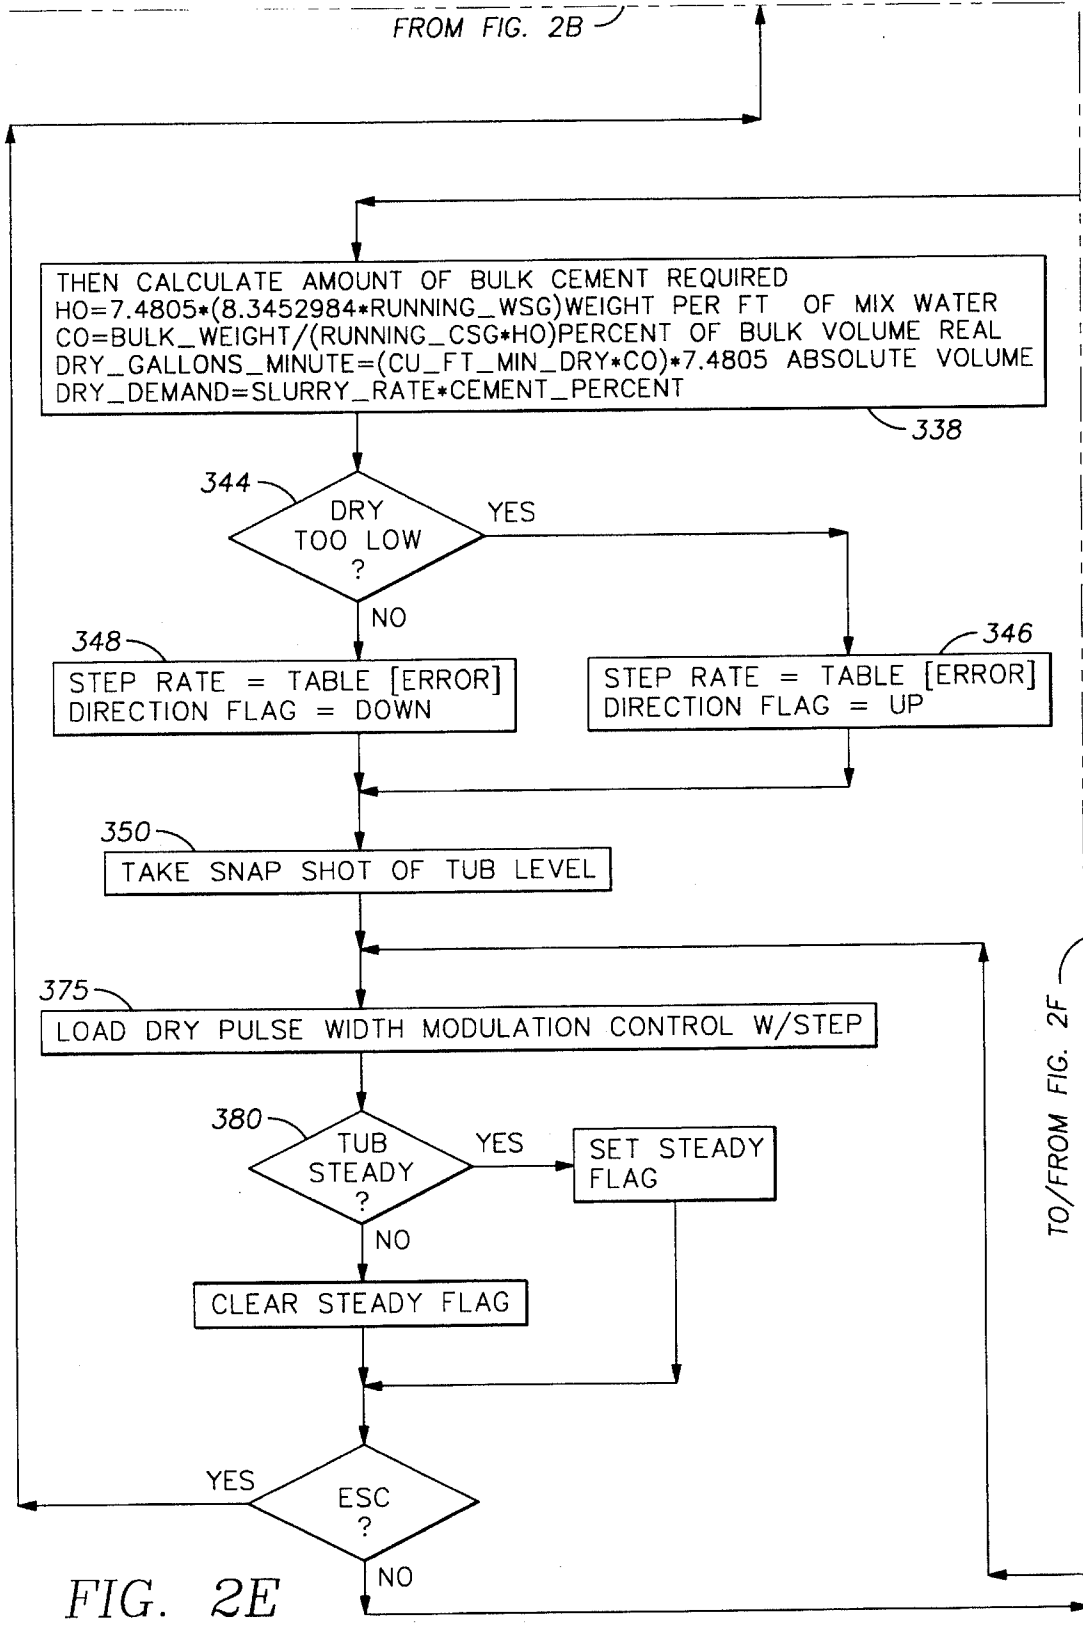 FROM FIG. 2B
THEN CALCULATE AMOUNT OF BULK CEMENT REQUIRED
HO=7.4805*(8.3452984*RUNNING_WSG)WEIGHT PER FT OF MIX WATER
CO=BULK_WEIGHT/(RUNNING_CSG*HO)PERCENT OF BULK VOLUME REAL
DRY_GALLONS_MINUTE=(CU_FT_MIN_DRY*CO)*7.4805 ABSOLUTE VOLUME
DRY_DEMAND=SLURRY_RATE*CEMENT_PERCENT
338
344
DRY
TOO LOW
?
YES
NO
348
STEP RATE = TABLE [ERROR]
DIRECTION FLAG = DOWN
346
STEP RATE = TABLE [ERROR]
DIRECTION FLAG = UP
350
TAKE SNAP SHOT OF TUB LEVEL
375
LOAD DRY PULSE WIDTH MODULATION CONTROL W/STEP
TO/FROM FIG. 2F
380
TUB
STEADY
?
YES
SET STEADY
FLAG
NO
CLEAR STEADY FLAG
YES
ESC
?
NO
FIG. 2E